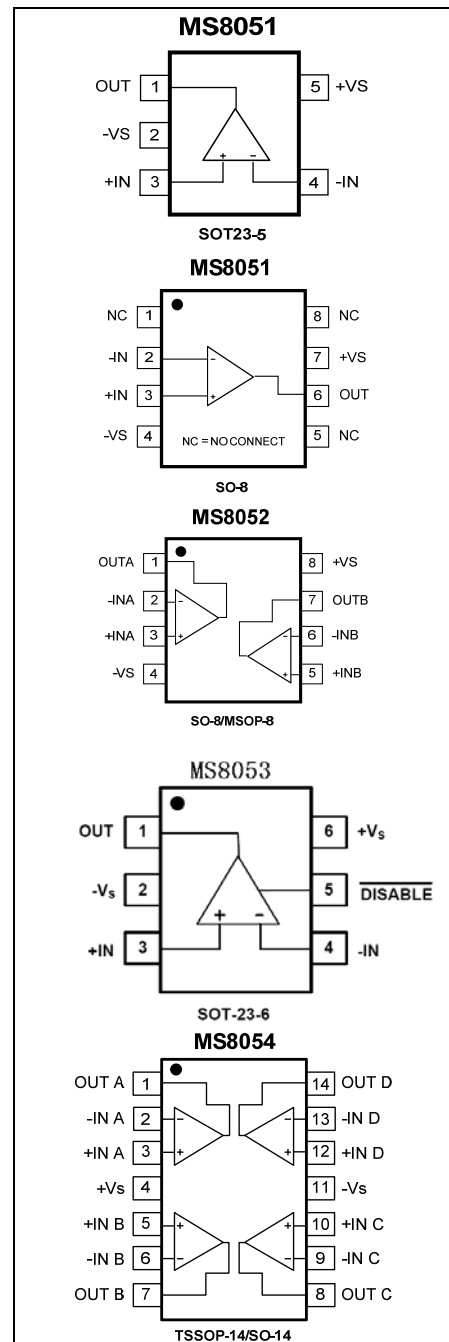 MS8051
OUT 1 5 +VS
-VS 2
+IN 3 + - 4 -IN
SOT23-5
MS8051
NC 1 8 NC
-IN 2 - 7 +VS
+IN 3 + 6 OUT
-VS 4 NC = NO CONNECT 5 NC
SO-8
MS8052
OUTA 1 8 +VS
-INA 2 - 7 OUTB
+INA 3 + - 6 -INB
-VS 4 + 5 +INB
SO-8/MSOP-8
MS8053
OUT 1 6 +Vs
-Vs 2 5 DISABLE
+IN 3 + - 4 -IN
SOT-23-6
MS8054
OUT A 1 14 OUT D
-IN A 2 - - 13 -IN D
+IN A 3 + + 12 +IN D
+Vs 4 11 -Vs
+IN B 5 + + 10 +IN C
-IN B 6 - - 9 -IN C
OUT B 7 8 OUT C
TSSOP-14/SO-14